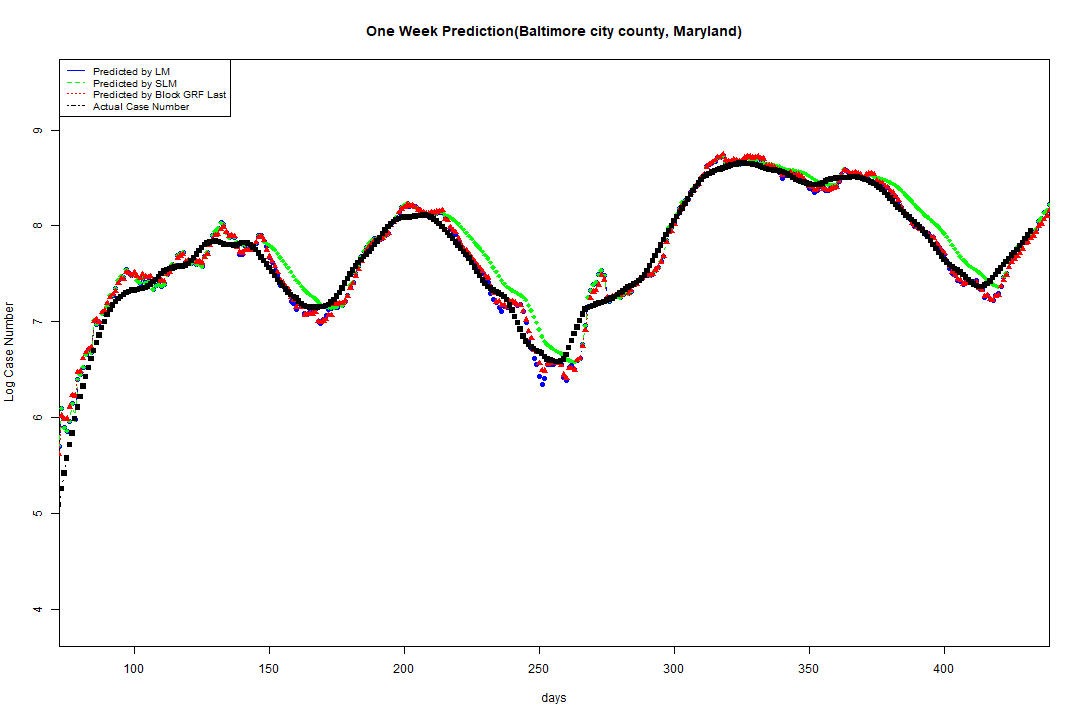 One Week Prediction(Baltimore city county, Maryland)
Predicted by LM
Predicted by SLM
Predicted by Block GRF Last
Actual Case Number
9
8
7
6
5
4
Log Case Number
100 150 200 250 300 350 400
days